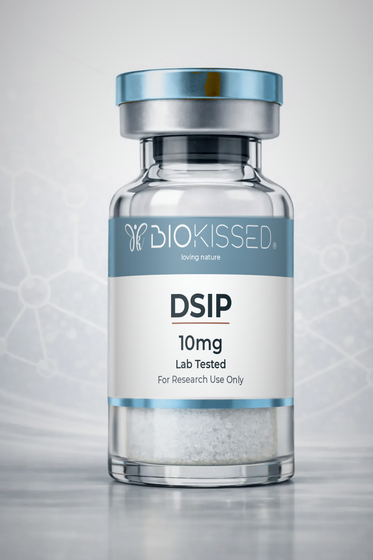 BIOKISSED®
loving nature
DSIP
10mg
Lab Tested
For Research Use Only